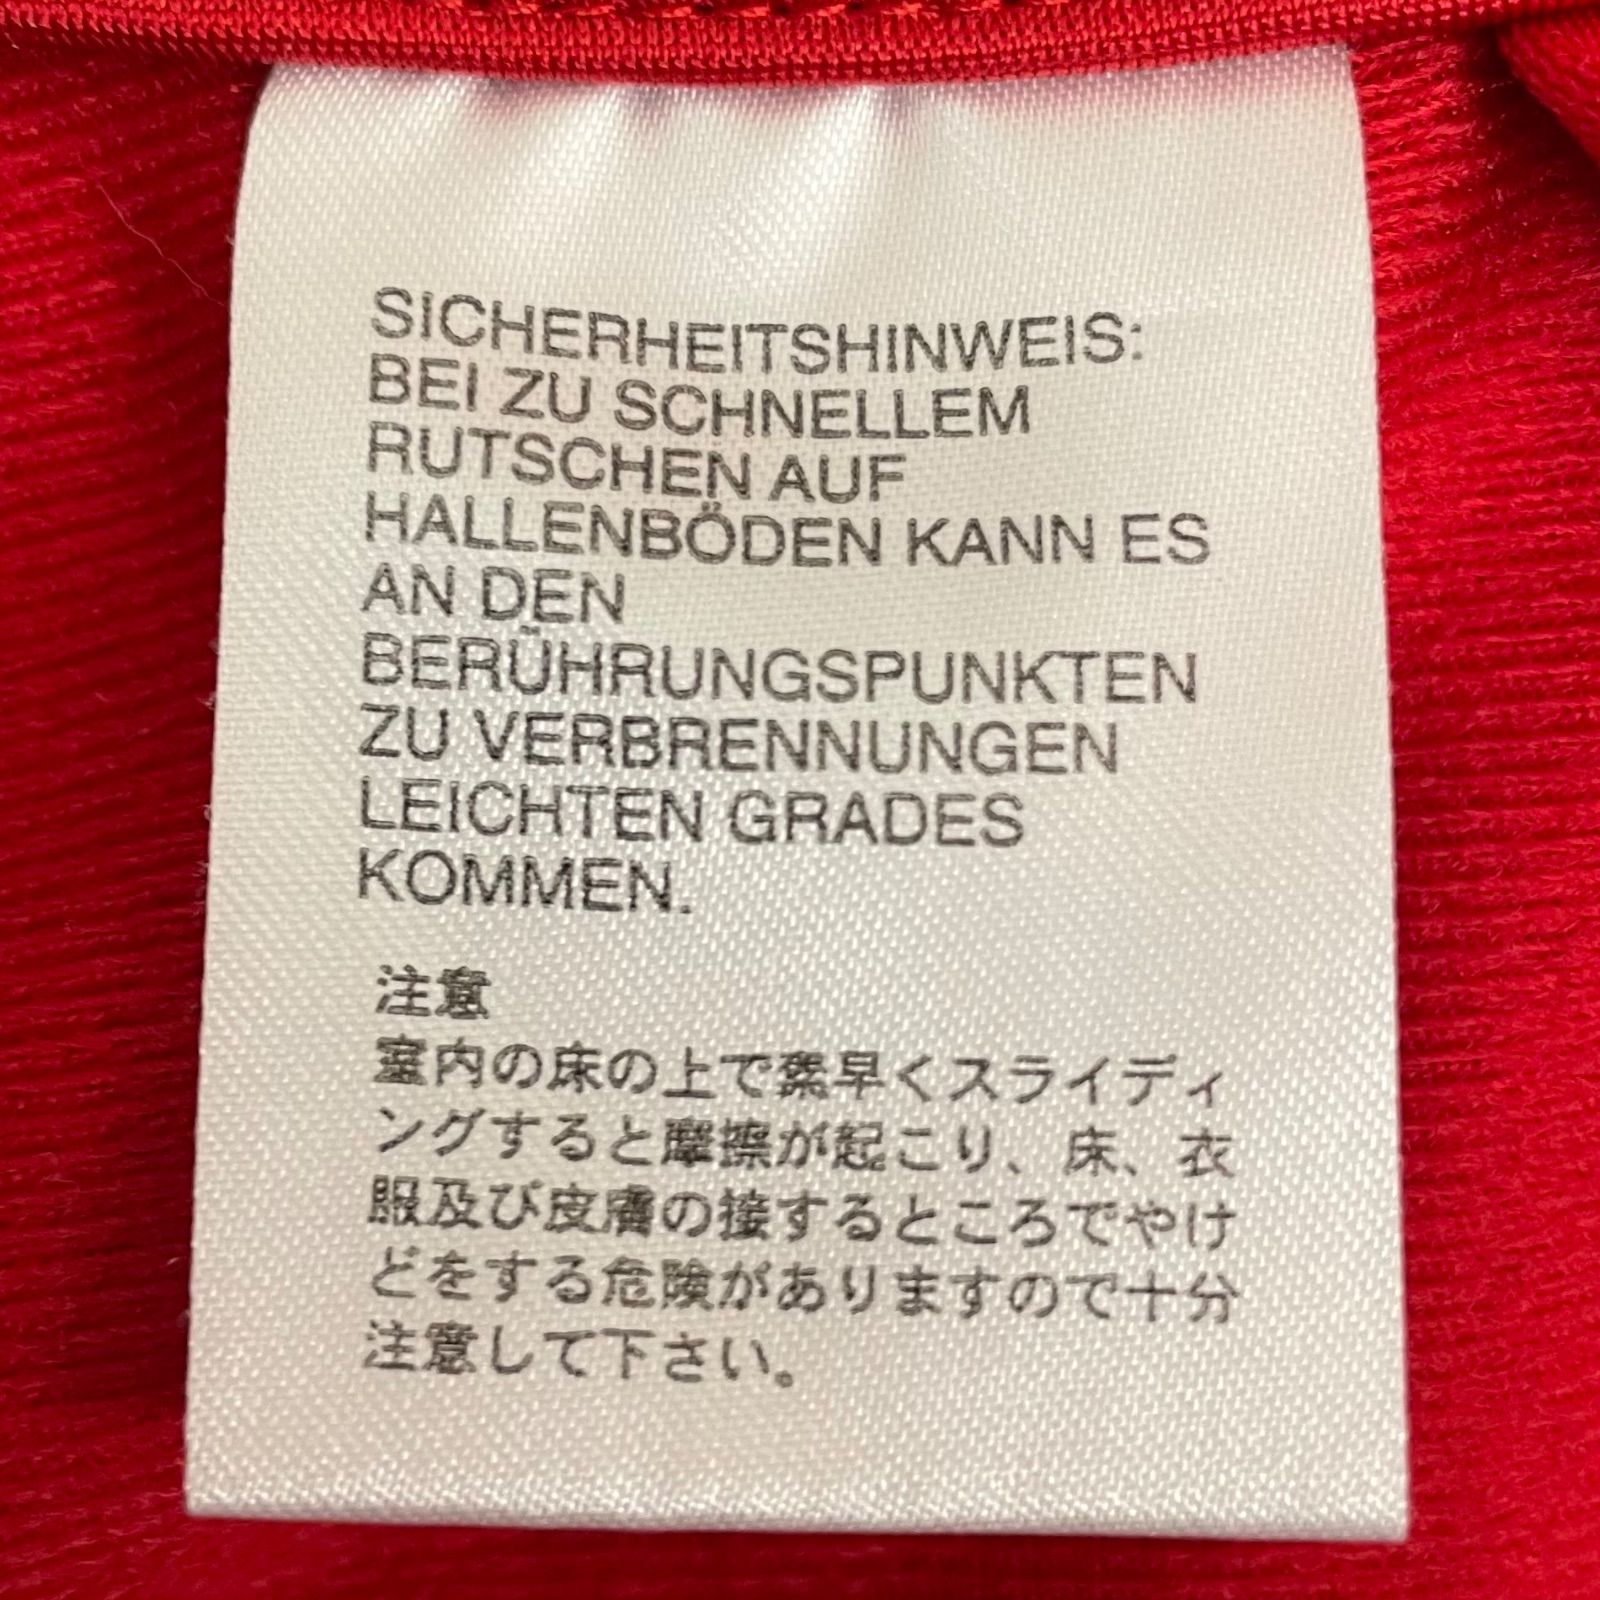 SICHERHEITSHINWEIS:
BEI ZU SCHNELLEM
RUTSCHEN AUF
HALLENBÖDEN KANN ES
AN DEN
BERÜHRUNGSPUNKTEN
ZU VERBRENNUNGEN
LEICHTEN GRADES
KOMMEN.
注意
室内の床の上で素早くスライディ
ングすると摩擦が起こり、床、衣
服及び皮膚の接するところでやけ
どをする危険がありますので十分
注意して下さい。